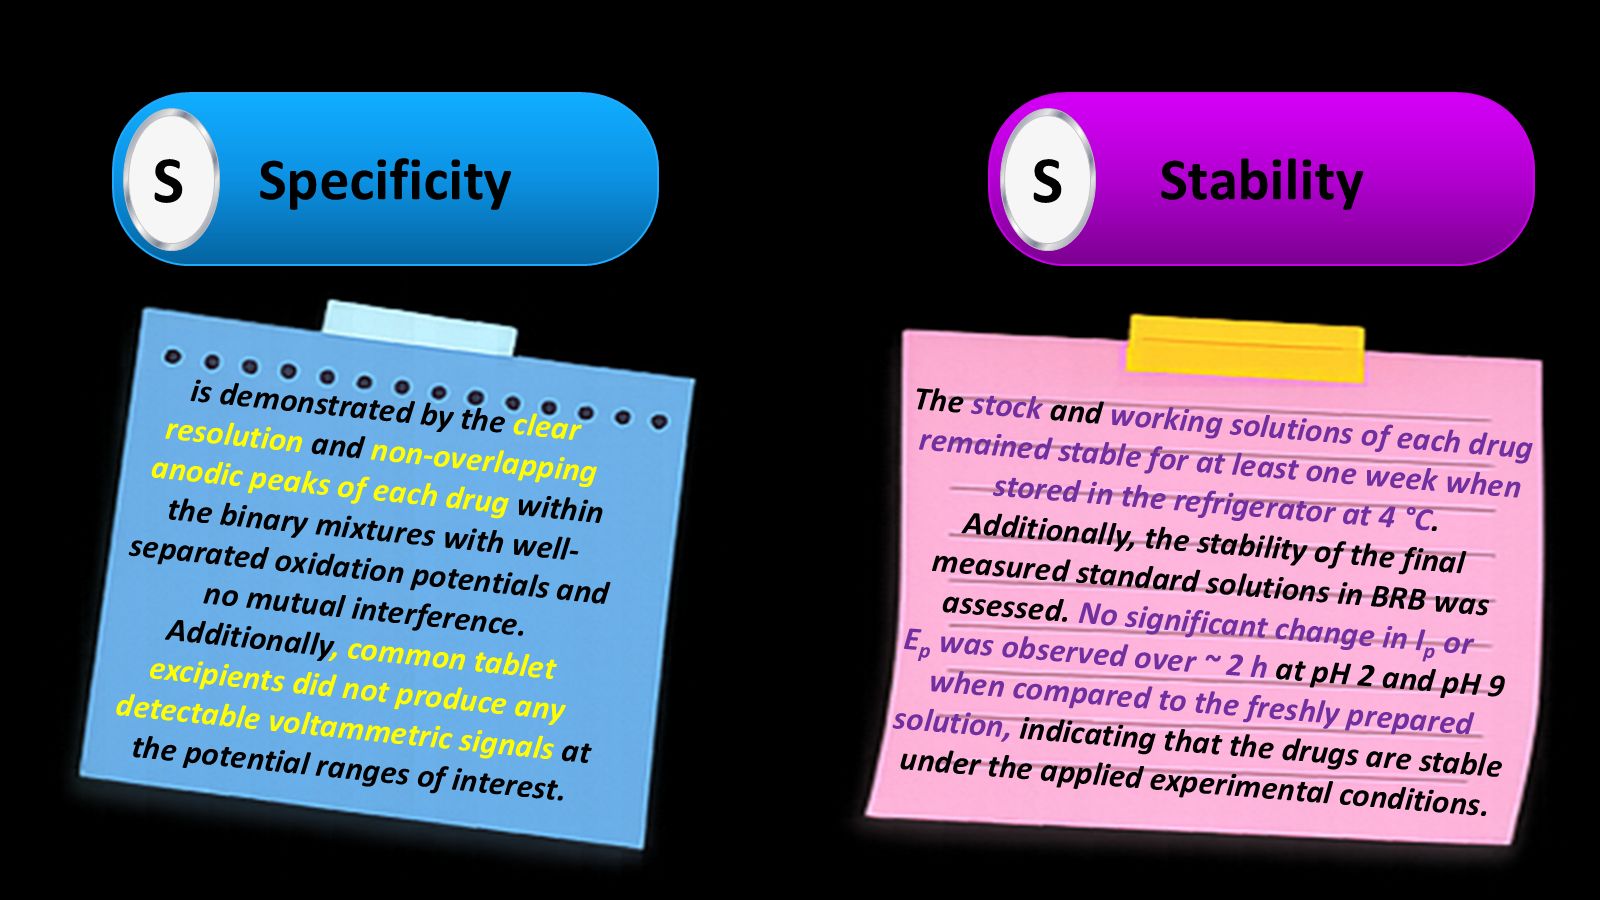 S
Specificity
is demonstrated by the clear
resolution and non-overlapping
anodic peaks of each drug within
the binary mixtures with well-
separated oxidation potentials and
no mutual interference.
Additionally, common tablet
excipients did not produce any
detectable voltammetric signals at
the potential ranges of interest.
S
Stability
The stock and working solutions of each drug
remained stable for at least one week when
stored in the refrigerator at 4 °C.
Additionally, the stability of the final
measured standard solutions in BRB was
assessed. No significant change in Ip or
Ep was observed over ~ 2 h at pH 2 and pH 9
when compared to the freshly prepared
solution, indicating that the drugs are stable
under the applied experimental conditions.